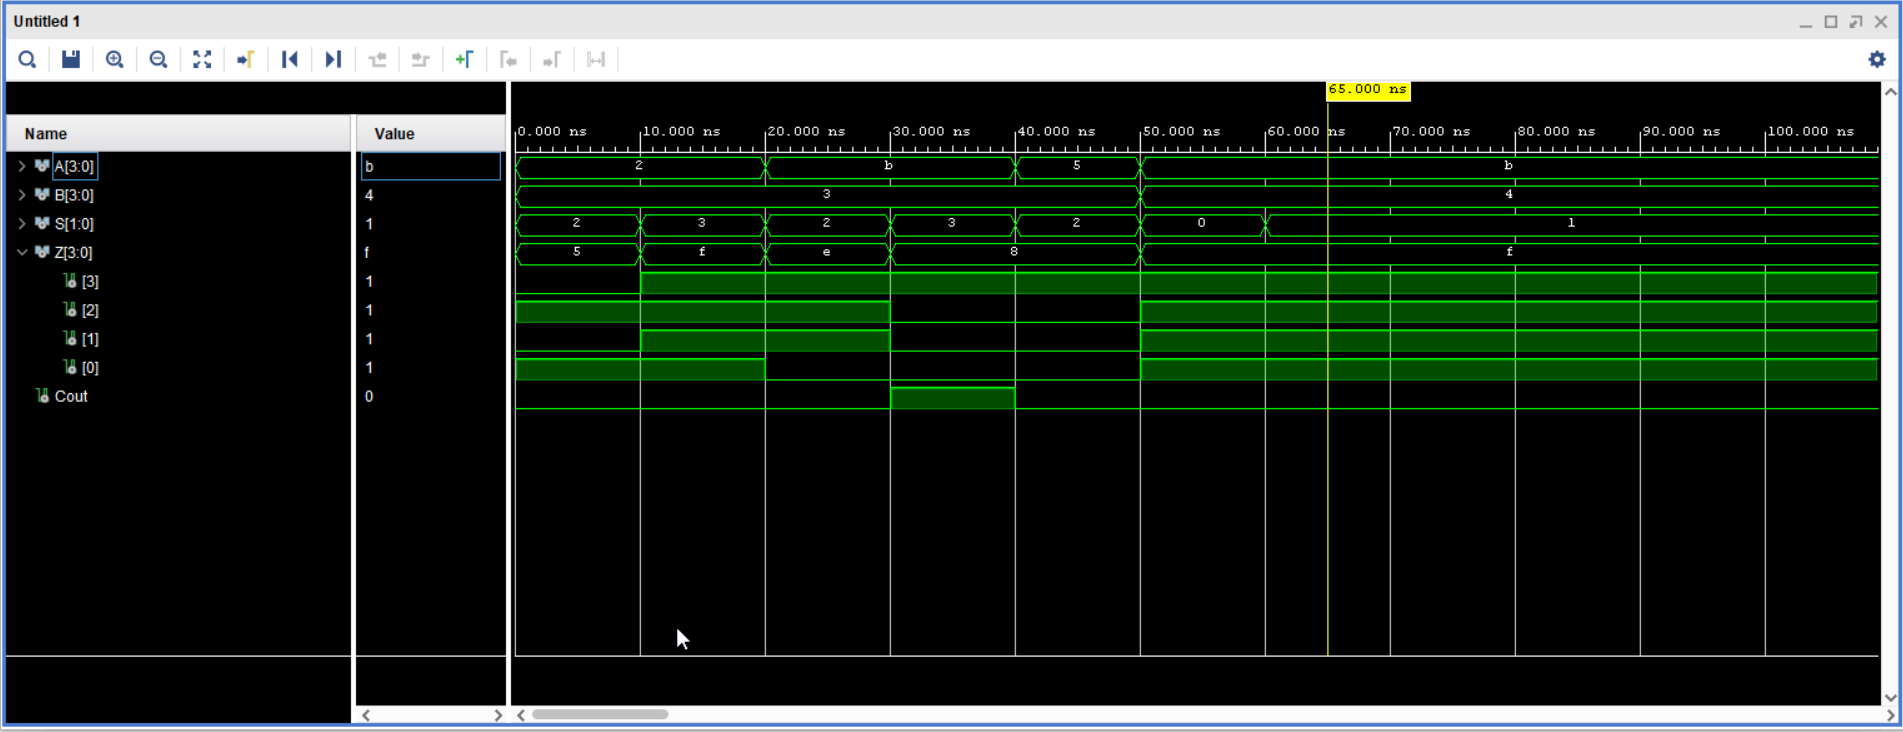 Untitled 1
65.000 ns
Name Value
0.000 ns 10.000 ns 20.000 ns 30.000 ns 40.000 ns 50.000 ns 60.000 ns 70.000 ns 80.000 ns 90.000 ns 100.000 ns
A[3:0] b 2 b 5 b
B[3:0] 4 3 4
S[1:0] 1 2 3 2 3 2 0 1
Z[3:0] f 5 f e 8 f
[3] 1
[2] 1
[1] 1
[0] 1
Cout 0